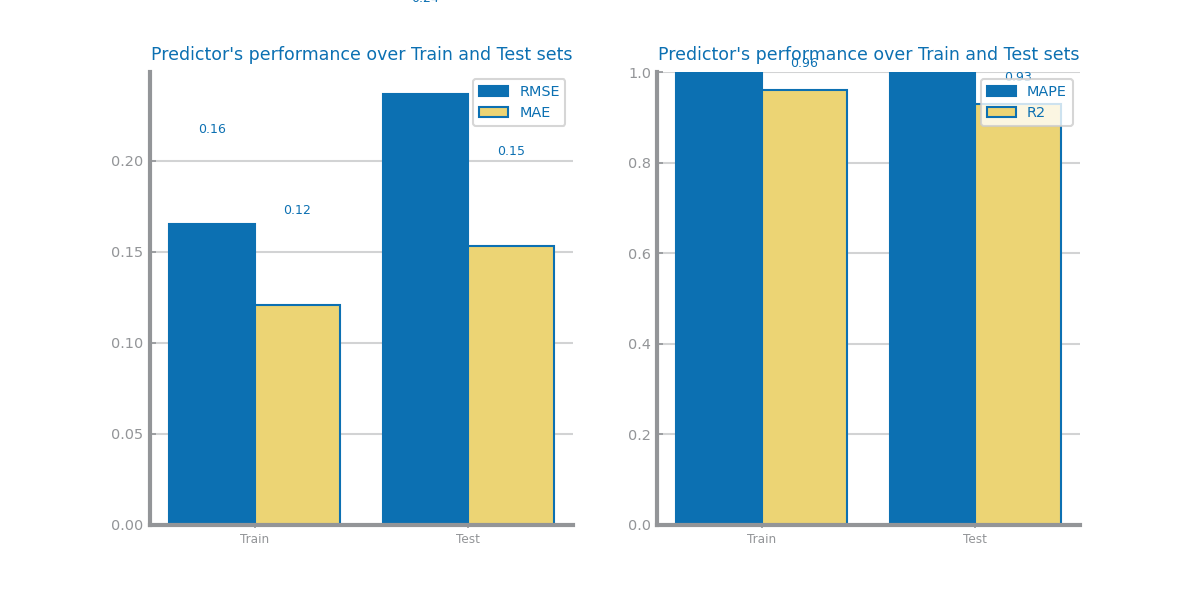 Predictor's performance over Train and Test sets
RMSE
MAE
0.16
0.12
0.15
0.20
0.15
0.10
0.05
0.00
Train
Test
Predictor's performance over Train and Test sets
0.96
0.93
MAPE
R2
1.0
0.8
0.6
0.4
0.2
0.0
Train
Test